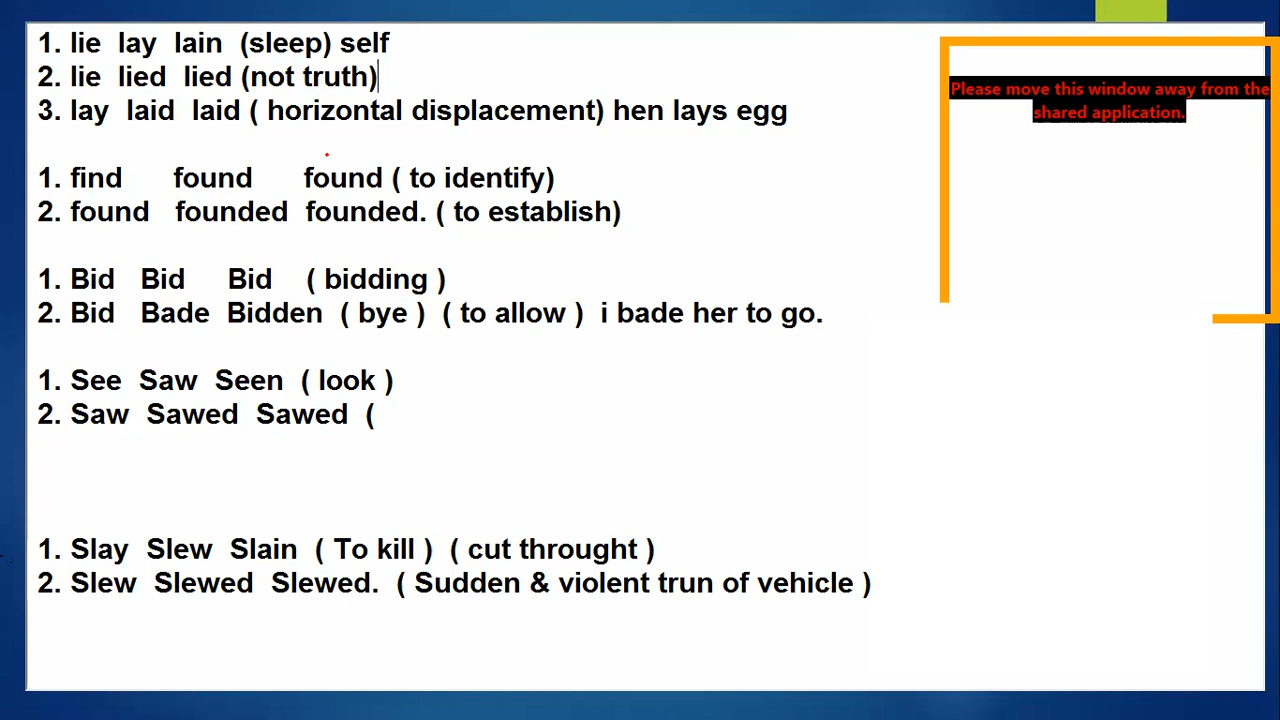 1. lie lay lain (sleep) self
2. lie lied lied (not truth)
3. lay laid laid ( horizontal displacement) hen lays egg
1. find found found ( to identify)
2. found founded founded. ( to establish)
1. Bid Bid Bid ( bidding )
2. Bid Bade Bidden ( bye ) ( to allow ) i bade her to go.
1. See Saw Seen ( look )
2. Saw Sawed Sawed (
1. Slay Slew Slain ( To kill ) ( cut throught )
2. Slew Slewed Slewed. ( Sudden & violent trun of vehicle )
Please move this window away from the
shared application.